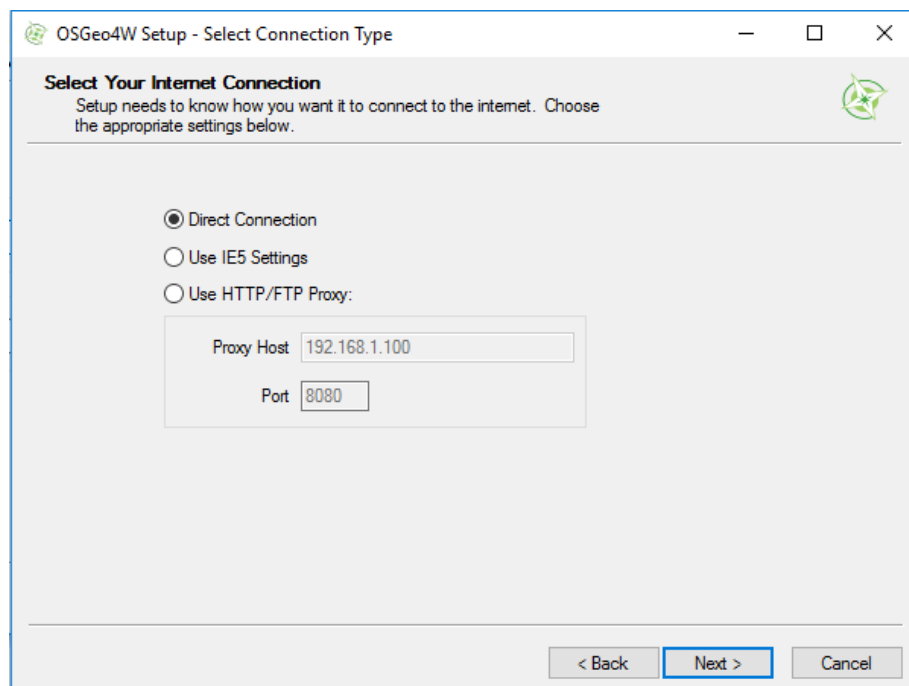 OSGeo4W Setup - Select Connection Type
Select Your Internet Connection
Setup needs to know how you want it to connect to the internet.  Choose
the appropriate settings below.
Direct Connection
Use IE5 Settings
Use HTTP/FTP Proxy:
Proxy Host 192.168.1.100
Port 8080
< Back Next > Cancel